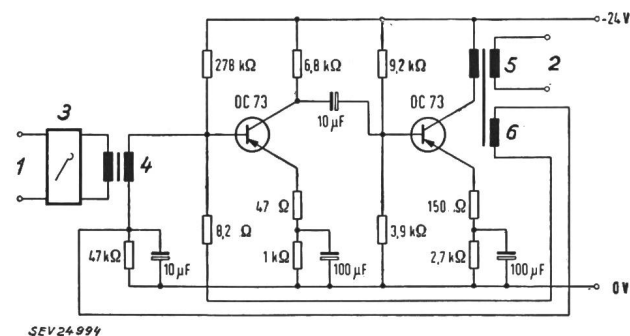 -24 V
278 kΩ
6,8 kΩ
9,2 kΩ
5
2
OC 73
OC 73
10 µF
6
3
1
4
47 Ω
150 Ω
8,2 Ω
3,9 kΩ
47 kΩ
10 µF
1 kΩ
100 µF
2,7 kΩ
100 µF
0 V
SEV 24994